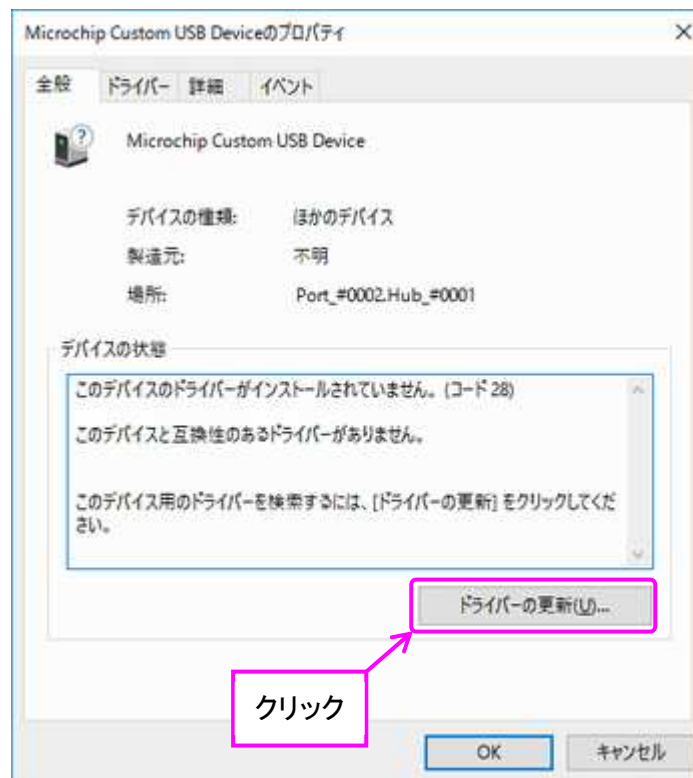 Microchip Custom USB Deviceのプロパティ
全般 ドライバー 詳細 イベント
Microchip Custom USB Device
デバイスの種類: ほかのデバイス
製造元: 不明
場所: Port_#0002.Hub_#0001
デバイスの状態
このデバイスのドライバーがインストールされていません。(コード 28)
このデバイスと互換性のあるドライバーがありません。
このデバイス用のドライバーを検索するには、[ドライバーの更新] をクリックしてくだ
さい。
ドライバーの更新(U)...
クリック
OK キャンセル